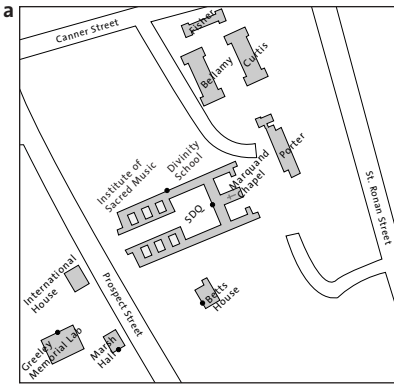 a
Canner Street
Fisher
Bellamy
Curtis
Institute of
Sacred Music
Divinity
School
Marquand
Chapel
Porter
SDQ
St. Ronan Street
International
House
Prospect Street
Betts
House
Greeley
Memorial Lab
Marsh
Hall